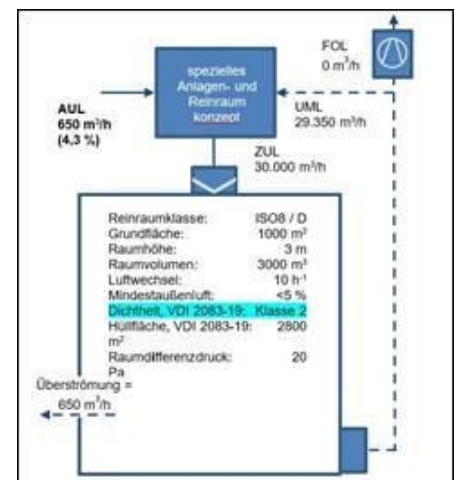 FOL
0 m³/h
spezielles
Anlagen- und
Reinraum
konzept
AUL
650 m³/h
(4,3 %)
UML
29.350 m³/h
ZUL
30.000 m³/h
Reinraumklasse: ISO8 / D
Grundfläche: 1000 m²
Raumhöhe: 3 m
Raumvolumen: 3000 m³
Luftwechsel: 10 h⁻¹
Mindestaußenluft: <5 %
Dichtheit, VDI 2083-19: Klasse 2
Hüllfläche, VDI 2083-19: 2800
m²
Raumdifferenzdruck: 20
Pa
Überströmung =
650 m³/h